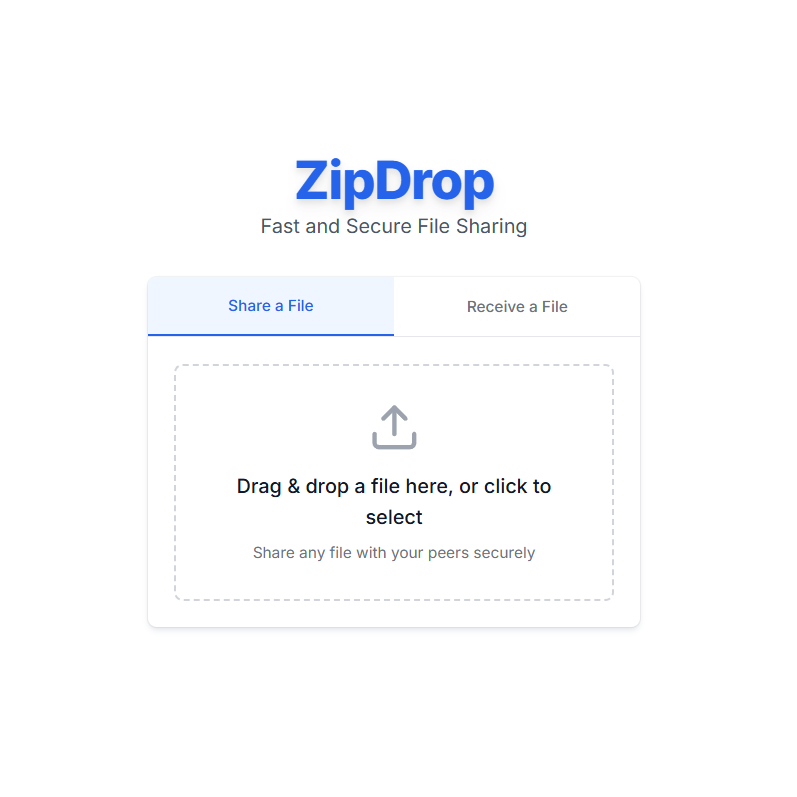 ZipDrop
Fast and Secure File Sharing
Share a File
Receive a File
Drag & drop a file here, or click to
select
Share any file with your peers securely